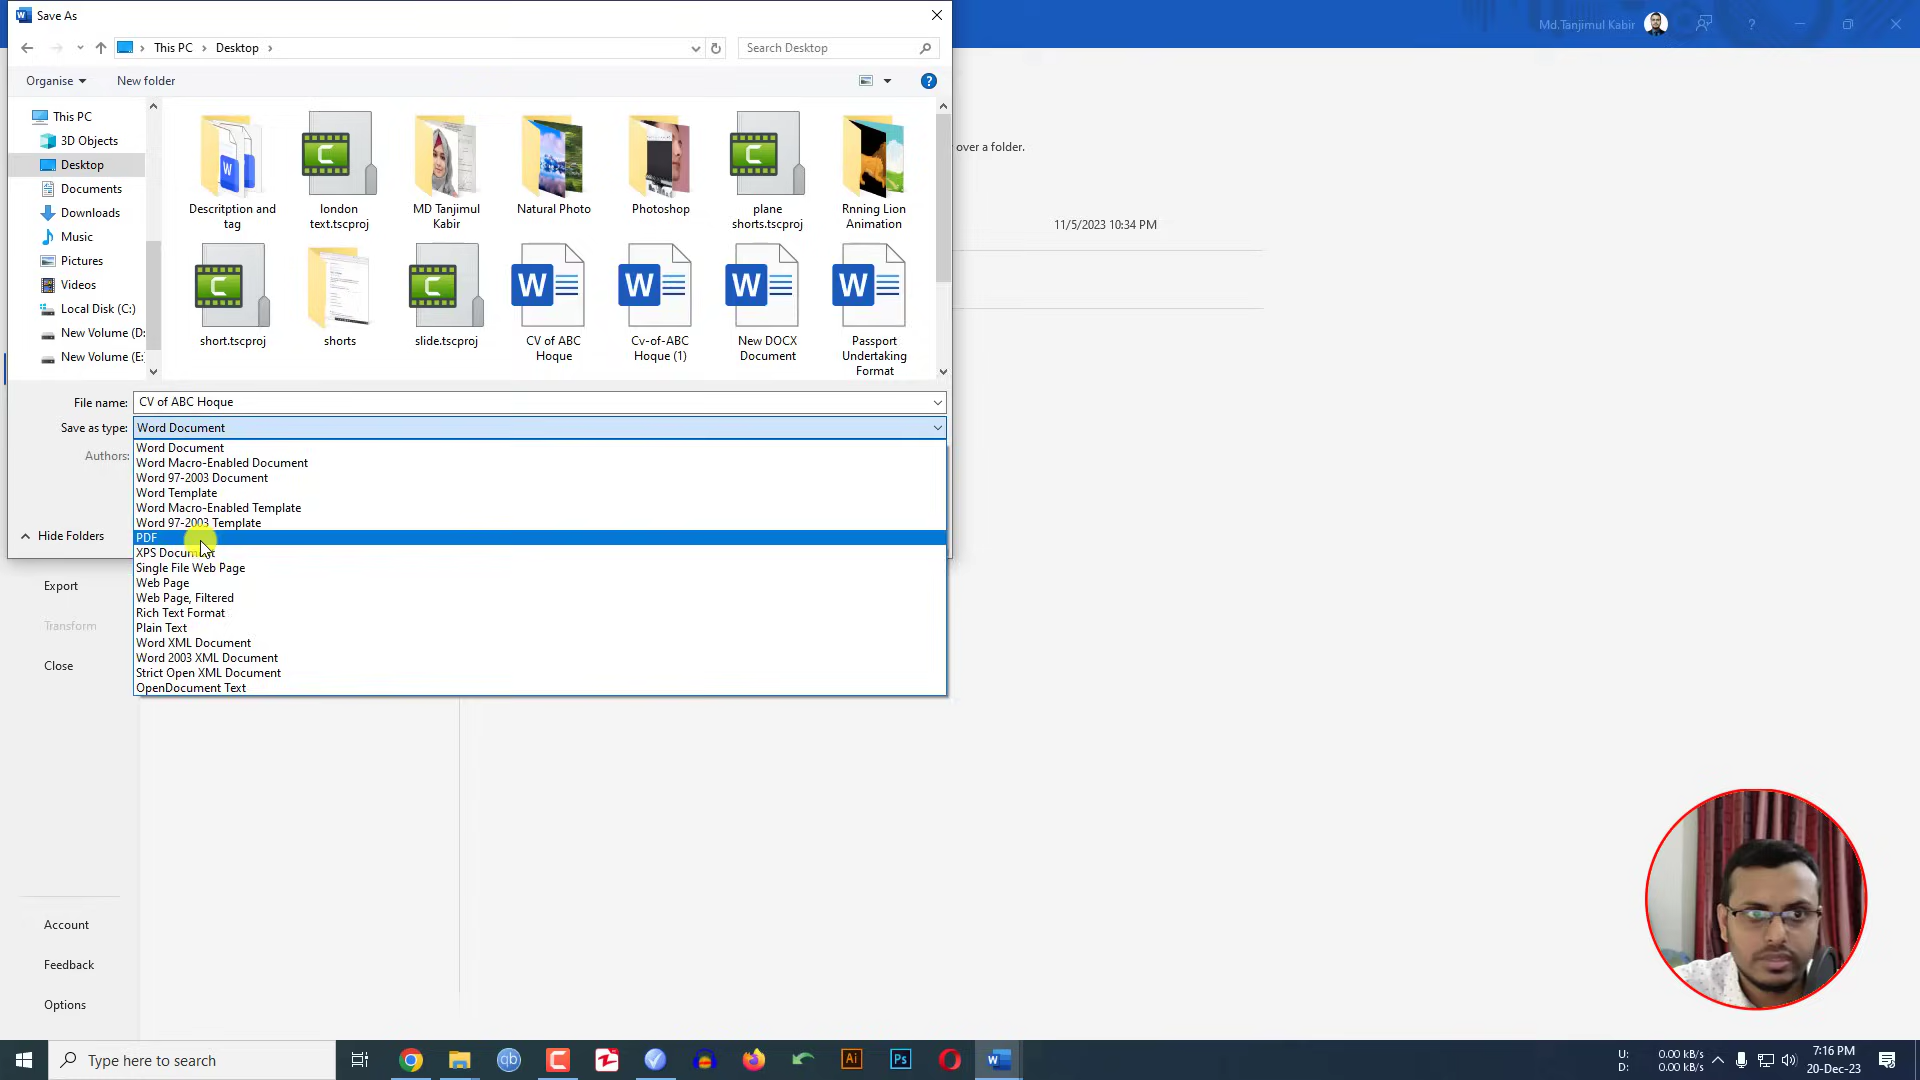 Save As
Md.Tanjimul Kabir
?
This PC
Desktop
Search Desktop
Organise
New folder
?
This PC
3D Objects
Desktop
Documents
Downloads
Music
Pictures
Videos
Local Disk (C:)
New Volume (D:
New Volume (E:
Descritption and
tag
london
text.tscproj
MD Tanjimul
Kabir
Natural Photo
Photoshop
plane
shorts.tscproj
Rnning Lion
Animation
short.tscproj
shorts
slide.tscproj
CV of ABC
Hoque
Cv-of-ABC
Hoque (1)
New DOCX
Document
Passport
Undertaking
Format
over a folder.
11/5/2023 10:34 PM
File name:
CV of ABC Hoque
Save as type:
Word Document
Authors:
Word Document
Word Macro-Enabled Document
Word 97-2003 Document
Word Template
Word Macro-Enabled Template
Word 97-2003 Template
PDF
XPS Document
Single File Web Page
Web Page
Web Page, Filtered
Rich Text Format
Plain Text
Word XML Document
Word 2003 XML Document
Strict Open XML Document
OpenDocument Text
Hide Folders
Export
Transform
Close
Account
Feedback
Options
Type here to search
qb
Ai
Ps
U: 0.00 kB/s
D: 0.00 kB/s
7:16 PM
20-Dec-23